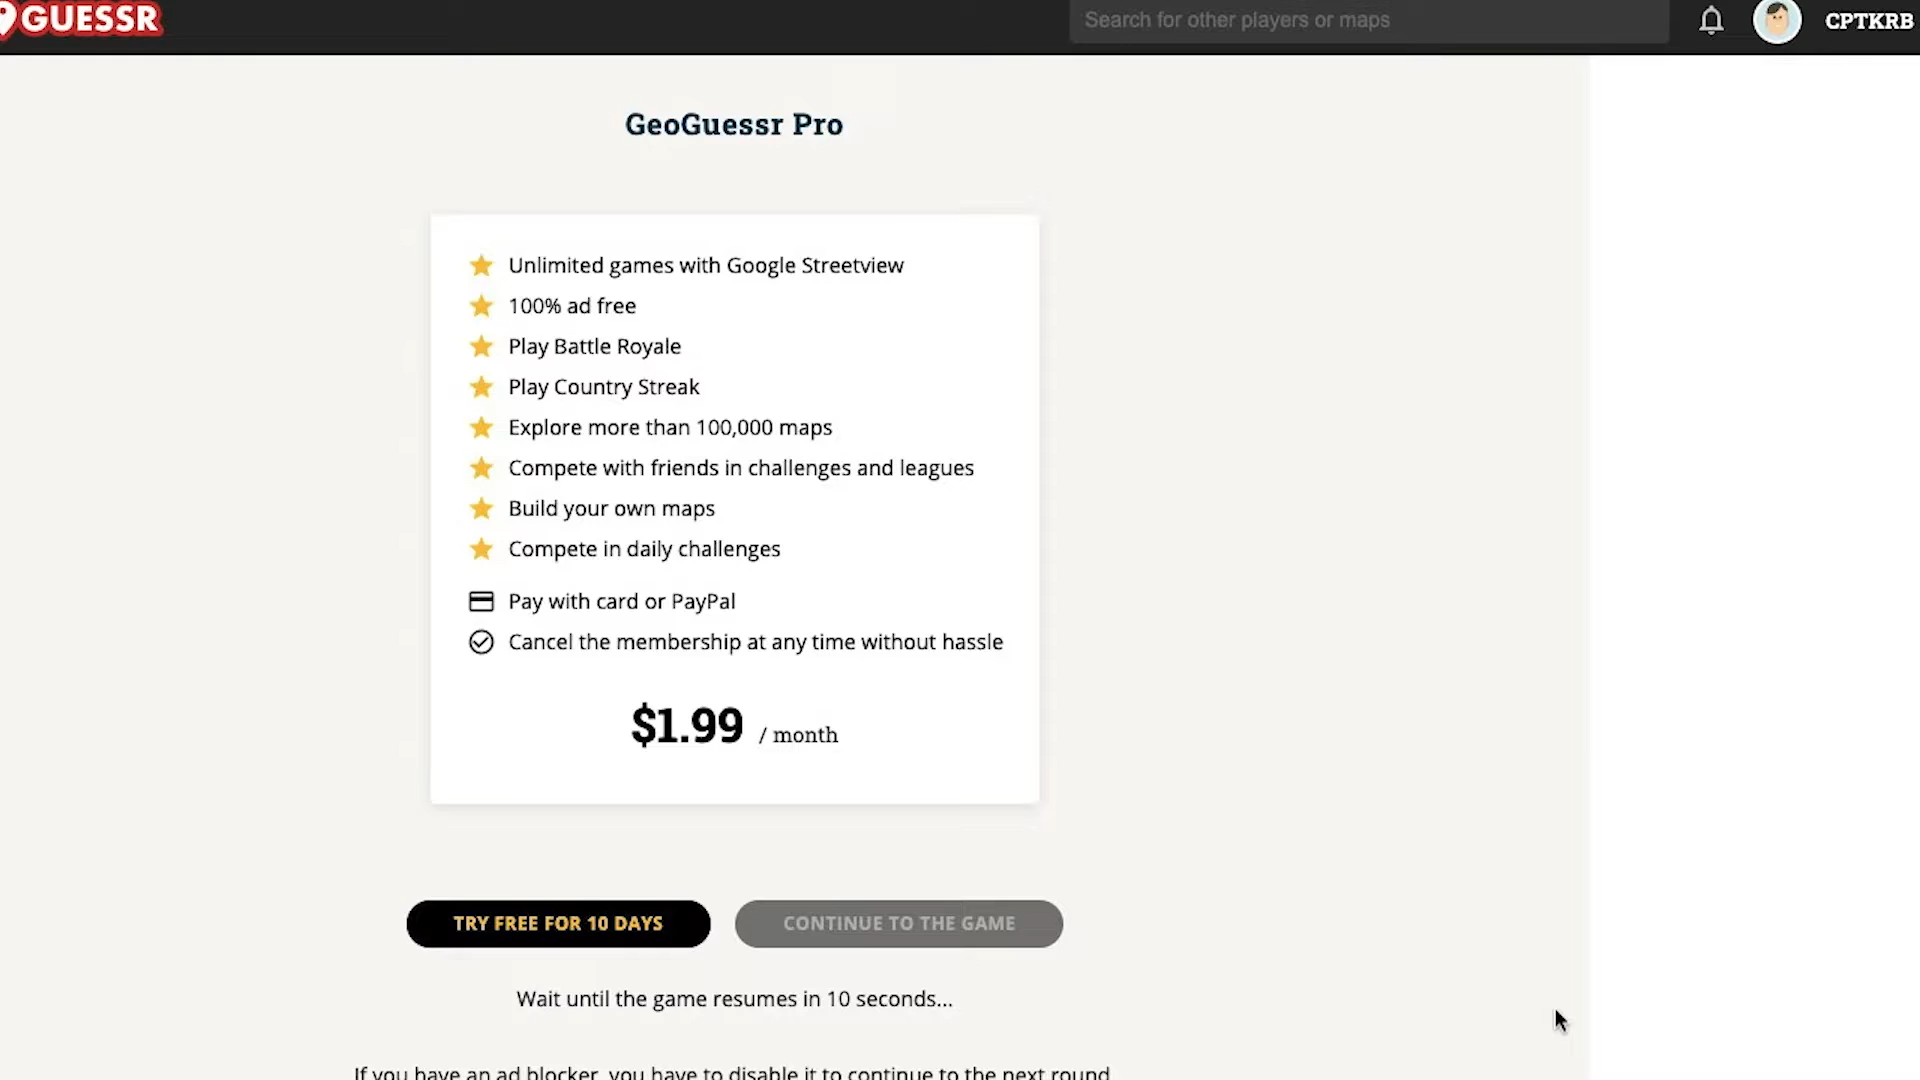 GUESSR
Search for other players or maps
CPTKRB
GeoGuessr Pro
Unlimited games with Google Streetview
100% ad free
Play Battle Royale
Play Country Streak
Explore more than 100,000 maps
Compete with friends in challenges and leagues
Build your own maps
Compete in daily challenges
Pay with card or PayPal
Cancel the membership at any time without hassle
$1.99 / month
TRY FREE FOR 10 DAYS
CONTINUE TO THE GAME
Wait until the game resumes in 10 seconds...
If you have an ad blocker, you have to disable it to continue to the next round